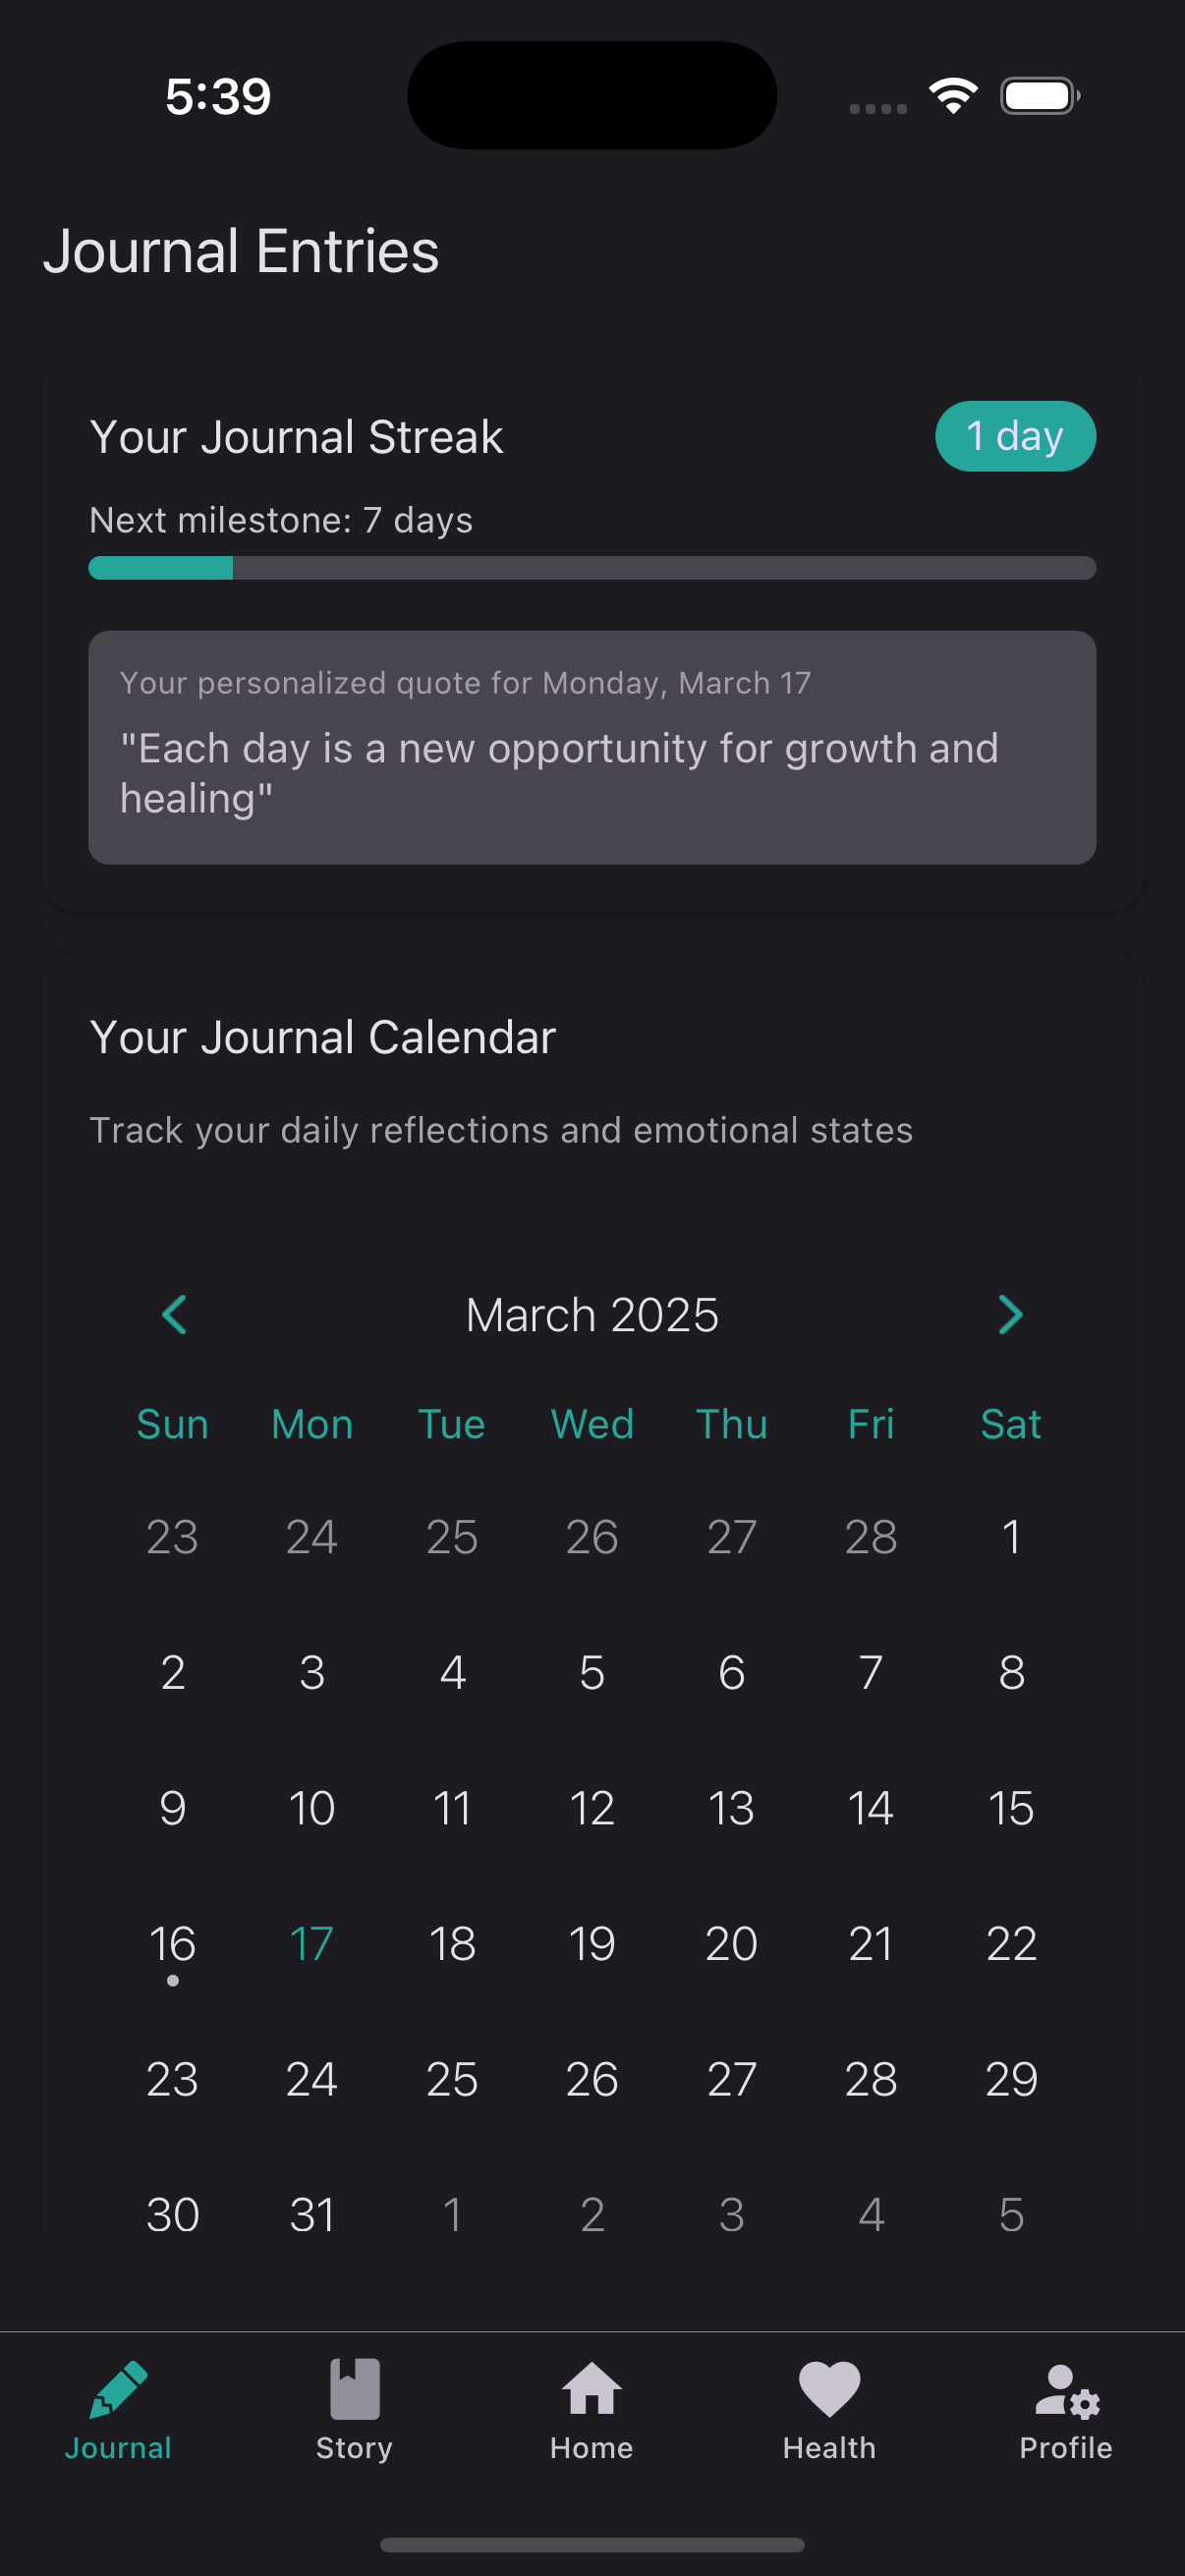 5:39
Journal Entries
Your Journal Streak
1 day
Next milestone: 7 days
Your personalized quote for Monday, March 17
"Each day is a new opportunity for growth and
healing"
Your Journal Calendar
Track your daily reflections and emotional states
March 2025
Sun Mon Tue Wed Thu Fri Sat
23 24 25 26 27 28 1
2 3 4 5 6 7 8
9 10 11 12 13 14 15
16 17 18 19 20 21 22
23 24 25 26 27 28 29
30 31 1 2 3 4 5
Journal Story Home Health Profile